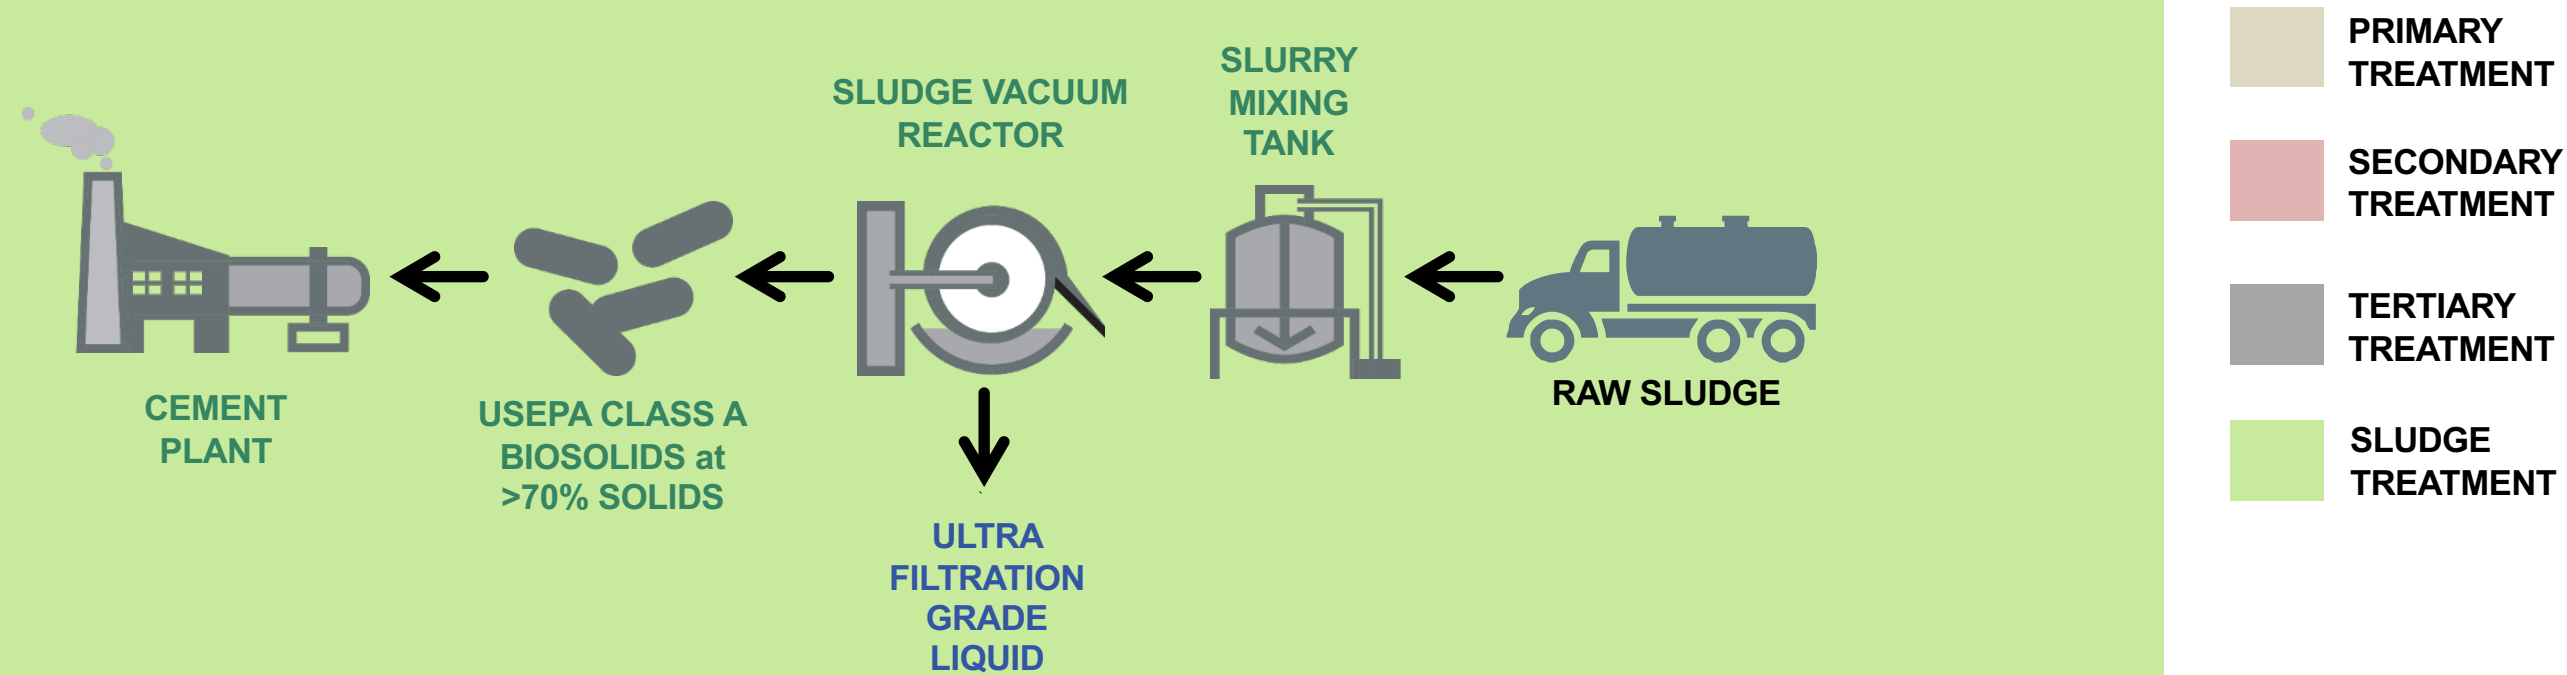 SLUDGE VACUUM
REACTOR
SLURRY
MIXING
TANK
CEMENT
PLANT
USEPA CLASS A
BIOSOLIDS at
>70% SOLIDS
ULTRA
FILTRATION
GRADE
LIQUID
RAW SLUDGE
PRIMARY
TREATMENT
SECONDARY
TREATMENT
TERTIARY
TREATMENT
SLUDGE
TREATMENT